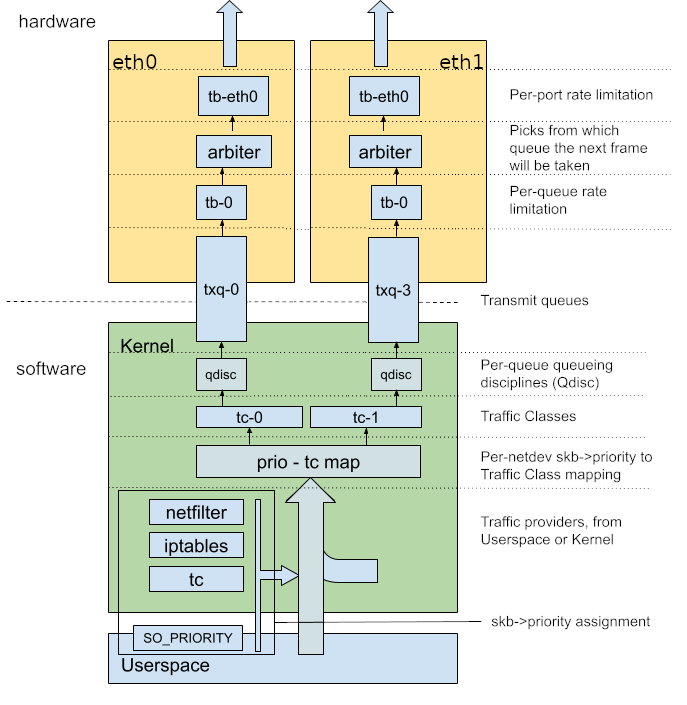 hardware
eth0
eth1
tb-eth0
tb-eth0
Per-port rate limitation
arbiter
arbiter
Picks from which
queue the next frame
will be taken
tb-0
tb-0
Per-queue rate
limitation
txq-0
txq-3
Transmit queues
Kernel
software
qdisc
qdisc
Per-queue queueing
disciplines (Qdisc)
tc-0
tc-1
Traffic Classes
prio - tc map
Per-netdev skb->priority to
Traffic Class mapping
netfilter
iptables
tc
Traffic providers, from
Userspace or Kernel
SO_PRIORITY
skb->priority assignment
Userspace